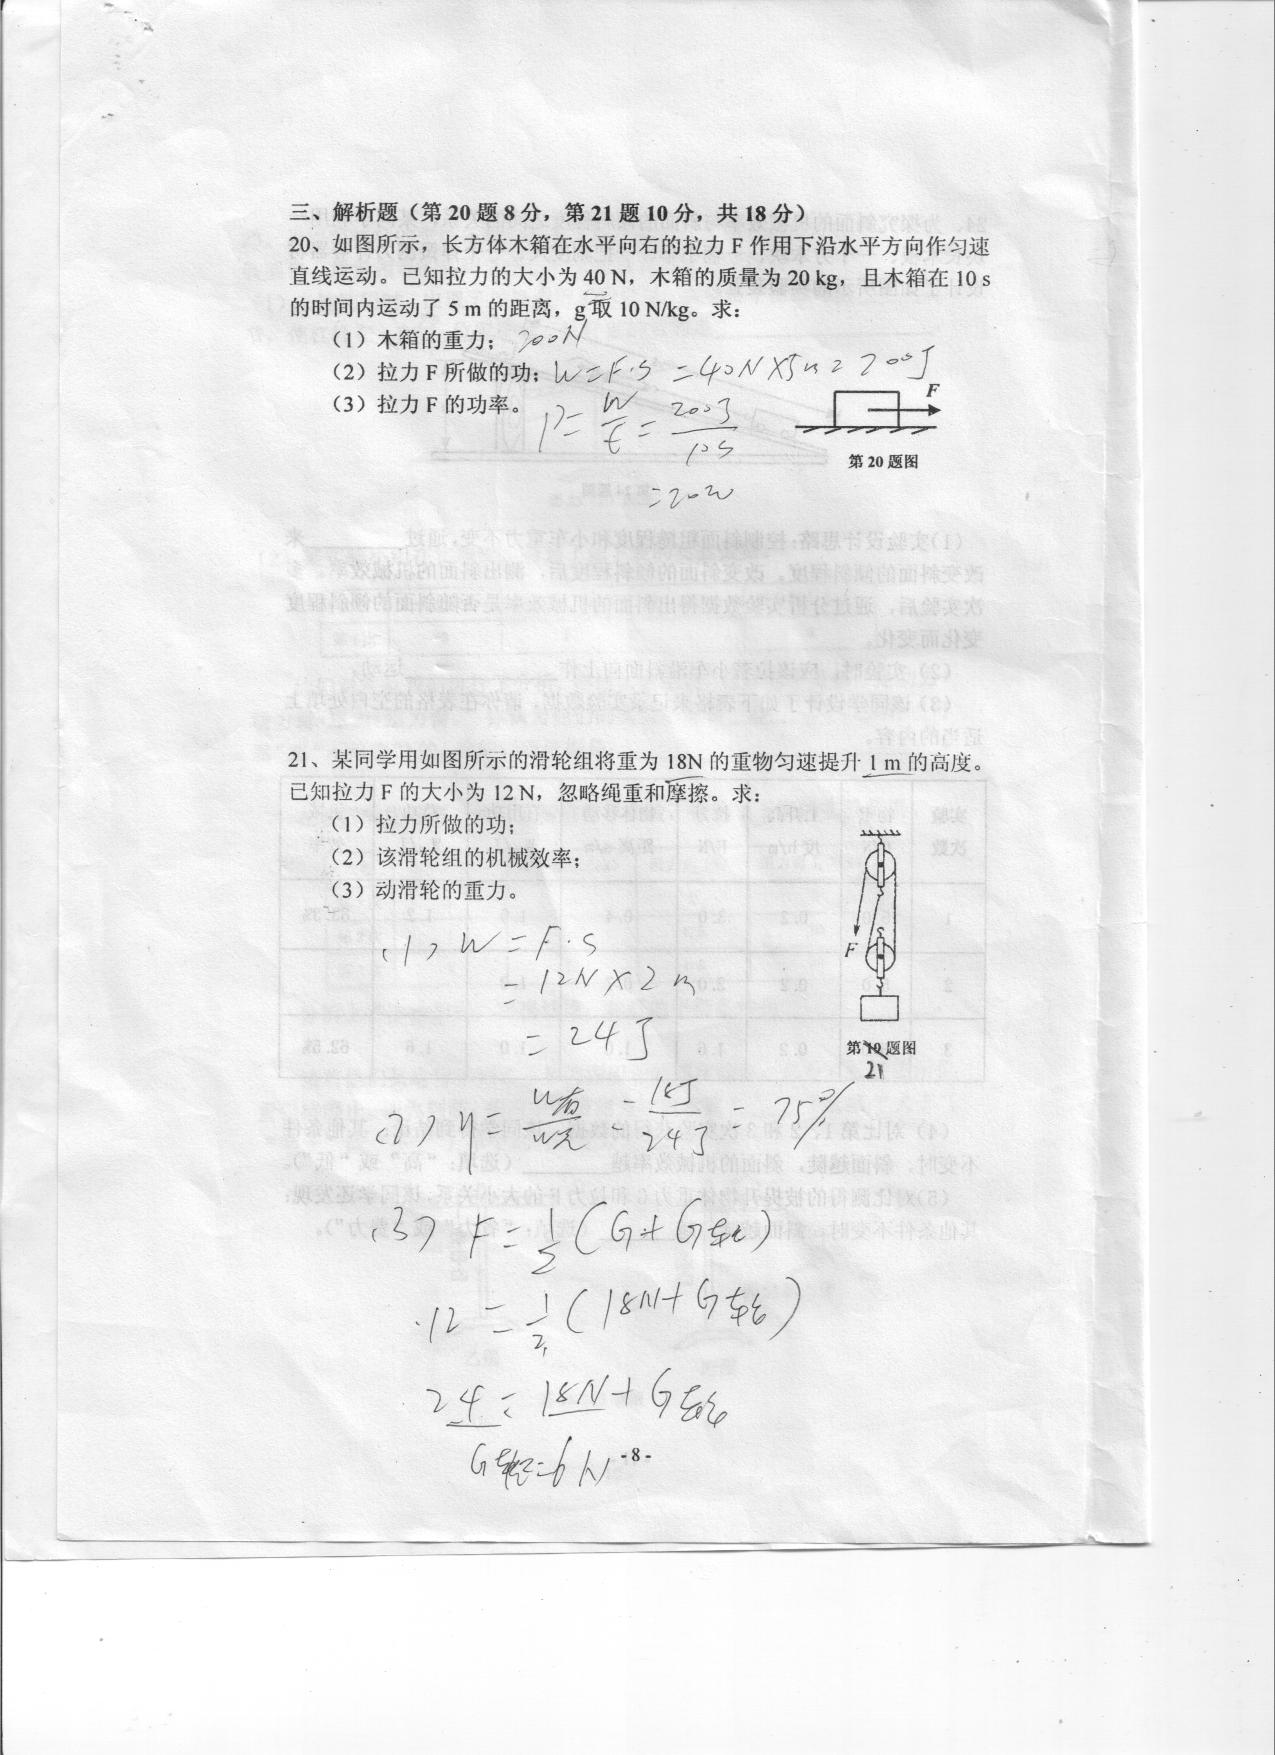 三、解析题（第 20 题 8 分，第 21 题 10 分，共 18 分）
20、如图所示，长方体木箱在水平向右的拉力 F 作用下沿水平方向作匀速
直线运动。已知拉力的大小为 40 N，木箱的质量为 20 kg，且木箱在 10 s
的时间内运动了 5 m 的距离，g 取 10 N/kg。求：
（1）木箱的重力； 200N
（2）拉力 F 所做的功； W=F·S =40N×5m=200J
（3）拉力 F 的功率。 P=W/t=200J/10S
=20W
F
第 20 题图
21、某同学用如图所示的滑轮组将重为 18N 的重物匀速提升 1 m 的高度。
已知拉力 F 的大小为 12 N，忽略绳重和摩擦。求：
（1）拉力所做的功；
（2）该滑轮组的机械效率；
（3）动滑轮的重力。
F
第 19 题图
21
(1) W=F·S
=12N×2m
=24J
(2) η=W有/W总=18J/24J=75%
(3) F=1/2(G+G轮)
12=1/2(18N+G轮)
24=18N+G轮
G轮=6N
- 8 -